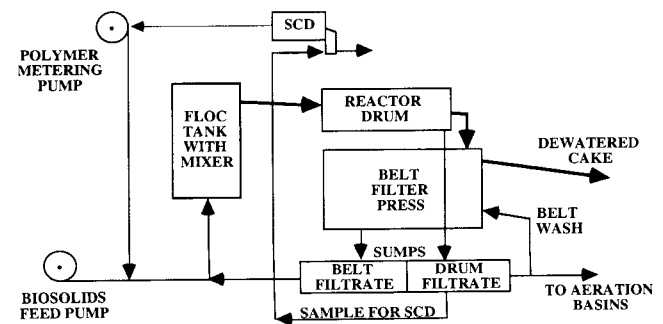 SCD
POLYMER
METERING
PUMP
FLOC
TANK
WITH
MIXER
REACTOR
DRUM
DEWATERED
CAKE
BELT
FILTER
PRESS
BELT
WASH
SUMPS
BELT
FILTRATE
DRUM
FILTRATE
TO AERATION
BASINS
BIOSOLIDS
FEED PUMP
SAMPLE FOR SCD